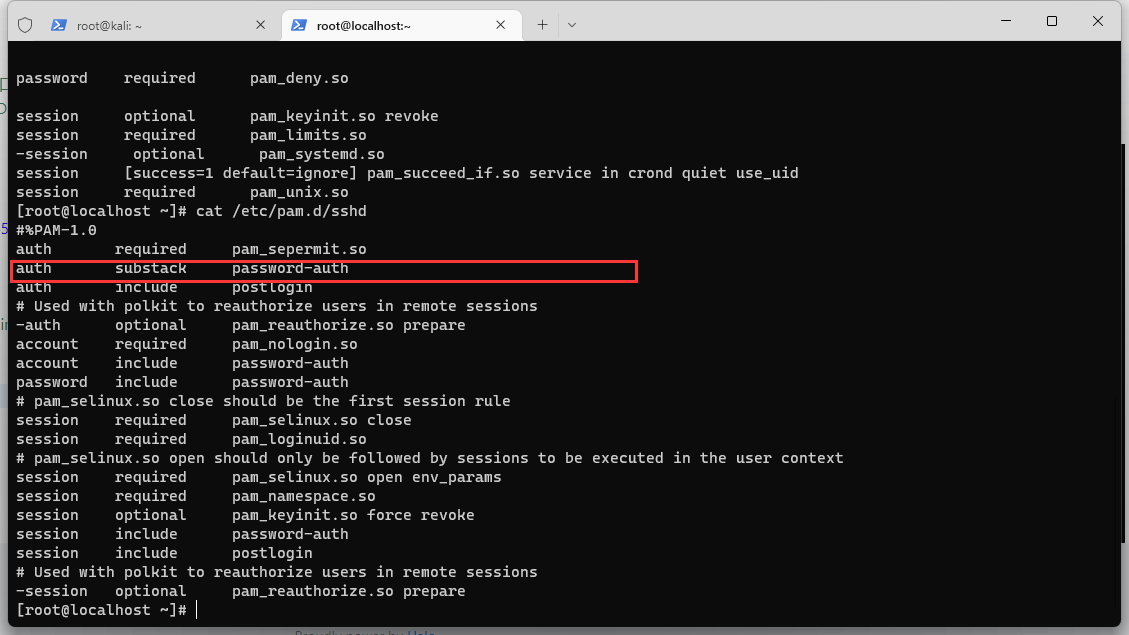 root@kali: ~
root@localhost:~
password    required      pam_deny.so
session     optional      pam_keyinit.so revoke
session     required      pam_limits.so
-session     optional      pam_systemd.so
session     [success=1 default=ignore] pam_succeed_if.so service in crond quiet use_uid
session     required      pam_unix.so
[root@localhost ~]# cat /etc/pam.d/sshd
#%PAM-1.0
auth       required     pam_sepermit.so
auth       substack     password-auth
auth       include      postlogin
# Used with polkit to reauthorize users in remote sessions
-auth      optional     pam_reauthorize.so prepare
account    required     pam_nologin.so
account    include      password-auth
password   include      password-auth
# pam_selinux.so close should be the first session rule
session    required     pam_selinux.so close
session    required     pam_loginuid.so
# pam_selinux.so open should only be followed by sessions to be executed in the user context
session    required     pam_selinux.so open env_params
session    required     pam_namespace.so
session    optional     pam_keyinit.so force revoke
session    include      password-auth
session    include      postlogin
# Used with polkit to reauthorize users in remote sessions
-session   optional     pam_reauthorize.so prepare
[root@localhost ~]#